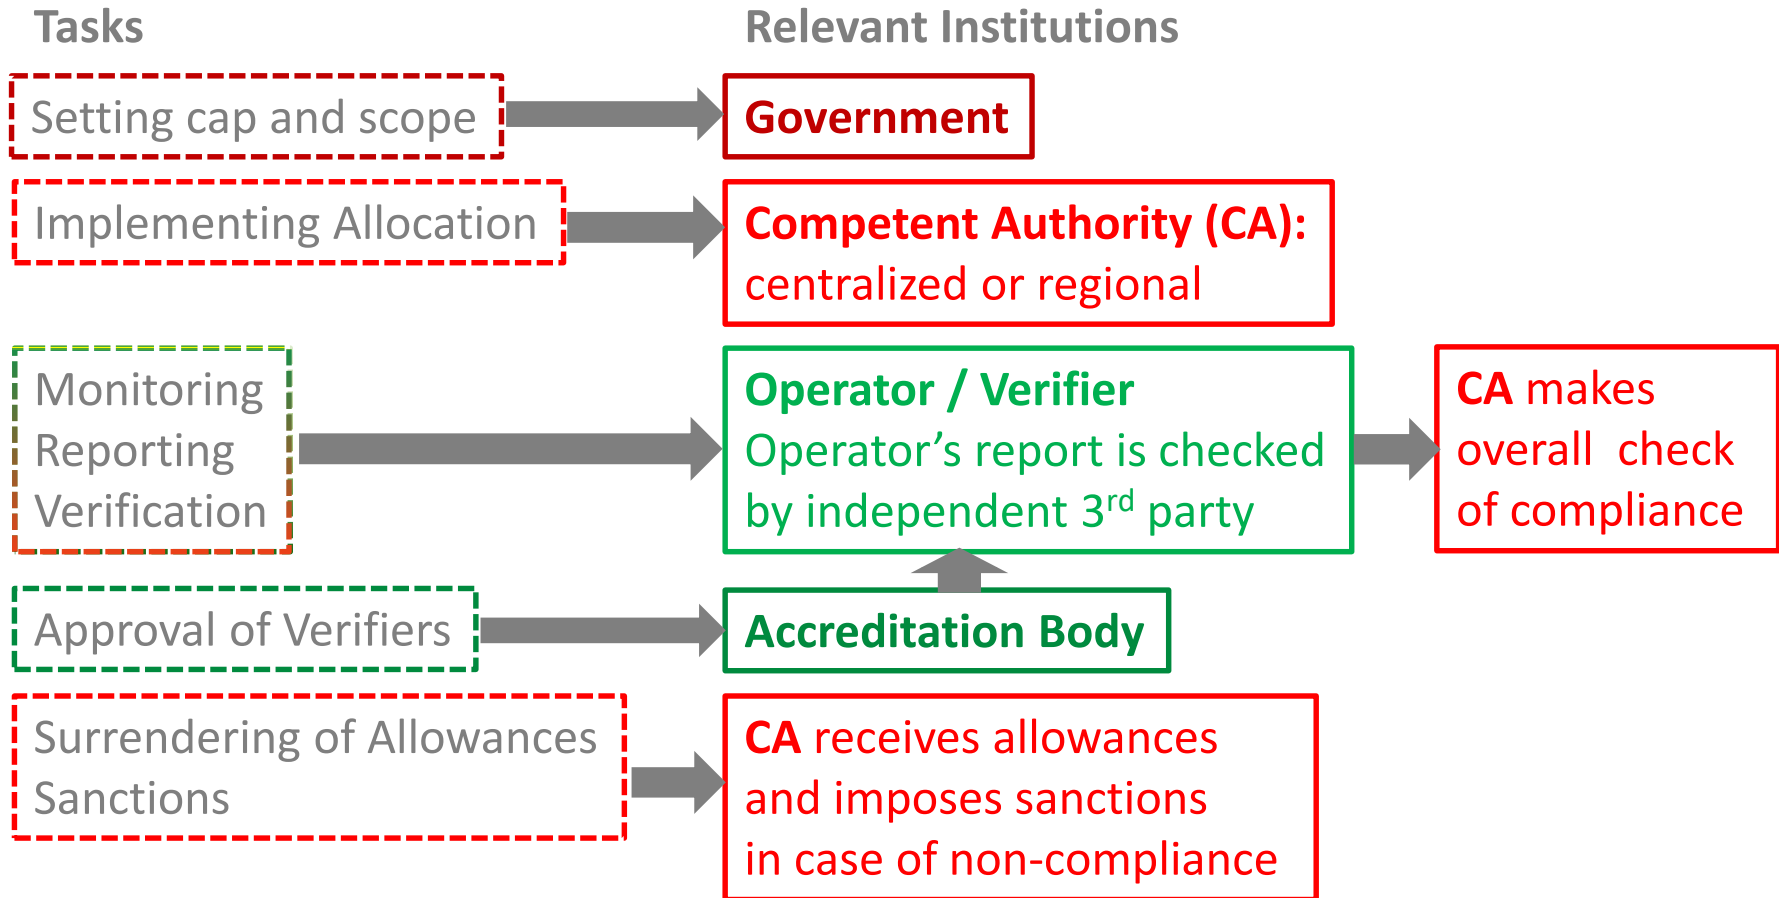 Tasks
Relevant Institutions
Setting cap and scope
Government
Implementing Allocation
Competent Authority (CA):
centralized or regional
Monitoring
Reporting
Verification
Operator / Verifier
Operator’s report is checked
by independent 3rd party
CA makes
overall check
of compliance
Approval of Verifiers
Accreditation Body
Surrendering of Allowances
Sanctions
CA receives allowances
and imposes sanctions
in case of non-compliance